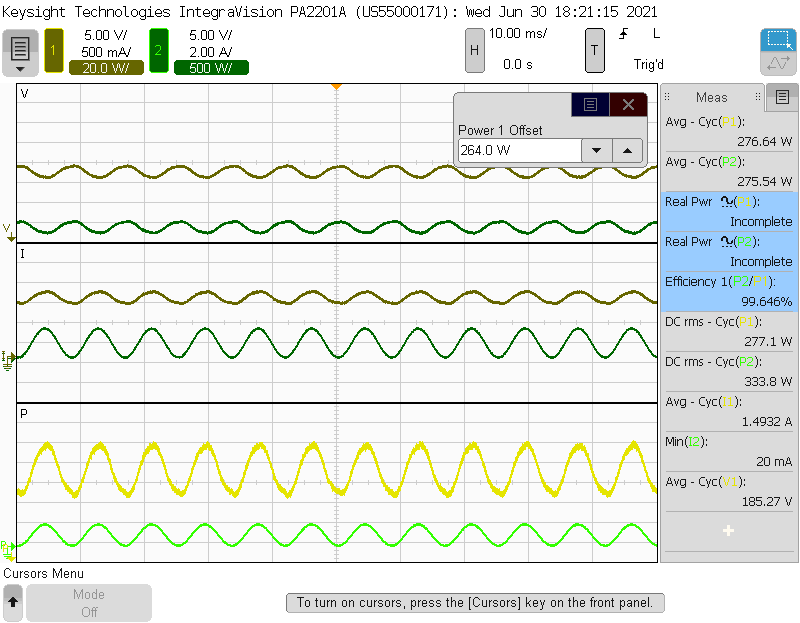 Keysight Technologies IntegraVision PA2201A (US55000171): Wed Jun 30 18:21:15 2021
1
5.00 V/
500 mA/
20.0 W/
2
5.00 V/
2.00 A/
500 W/
H
10.00 ms/
0.0 s
T
L
Trig'd
V
Power 1 Offset
264.0 W
Meas
Avg - Cyc(P1):
276.64 W
Avg - Cyc(P2):
275.54 W
Real Pwr (P1):
Incomplete
Real Pwr (P2):
Incomplete
Efficiency 1(P2/P1):
99.646%
DC rms - Cyc(P1):
277.1 W
DC rms - Cyc(P2):
333.8 W
Avg - Cyc(I1):
1.4932 A
Min(I2):
20 mA
Avg - Cyc(V1):
185.27 V
V
I
I
P
P
Cursors Menu
Mode
Off
To turn on cursors, press the [Cursors] key on the front panel.